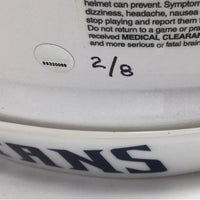 helmet can prevent. Symptom
dizziness, headache, nausea
stop playing and report them
Do not return to a game or pra
received MEDICAL CLEARAN
and more serious or fatal brain
2/8
ANS